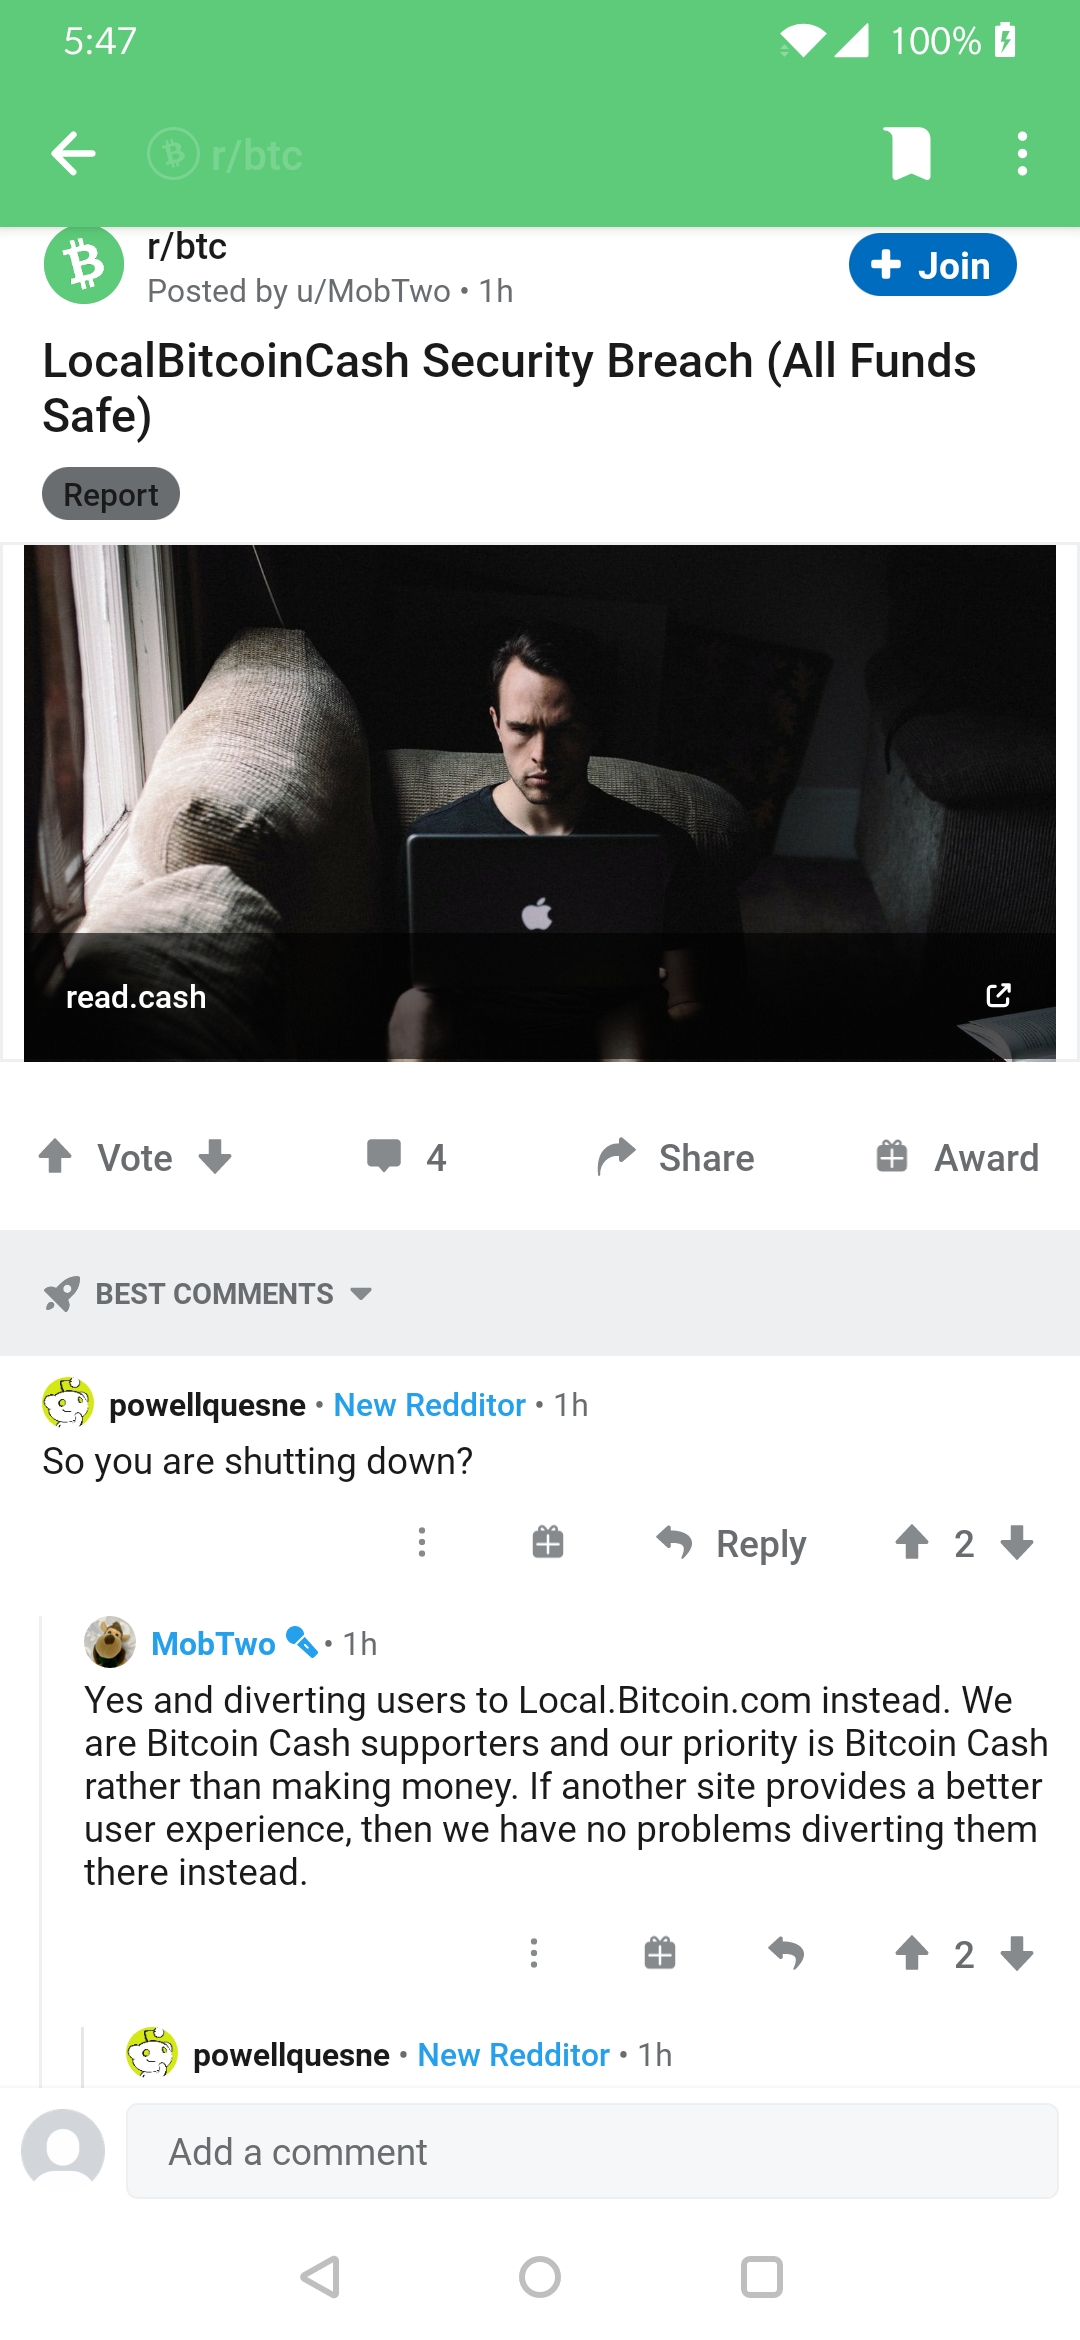 5:47
100%
r/btc
r/btc
Posted by u/MobTwo • 1h
Join
LocalBitcoinCash Security Breach (All Funds
Safe)
Report
read.cash
Vote
4
Share
Award
BEST COMMENTS
powellquesne • New Redditor • 1h
So you are shutting down?
Reply
2
MobTwo • 1h
Yes and diverting users to Local.Bitcoin.com instead. We
are Bitcoin Cash supporters and our priority is Bitcoin Cash
rather than making money. If another site provides a better
user experience, then we have no problems diverting them
there instead.
2
powellquesne • New Redditor • 1h
Add a comment